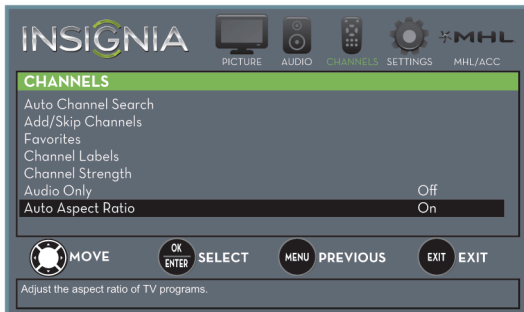 INSIGNIA
PICTURE AUDIO CHANNELS SETTINGS MHL MHL/ACC
CHANNELS
Auto Channel Search
Add/Skip Channels
Favorites
Channel Labels
Channel Strength
Audio Only Off
Auto Aspect Ratio On
MOVE OK ENTER SELECT MENU PREVIOUS EXIT EXIT
Adjust the aspect ratio of TV programs.